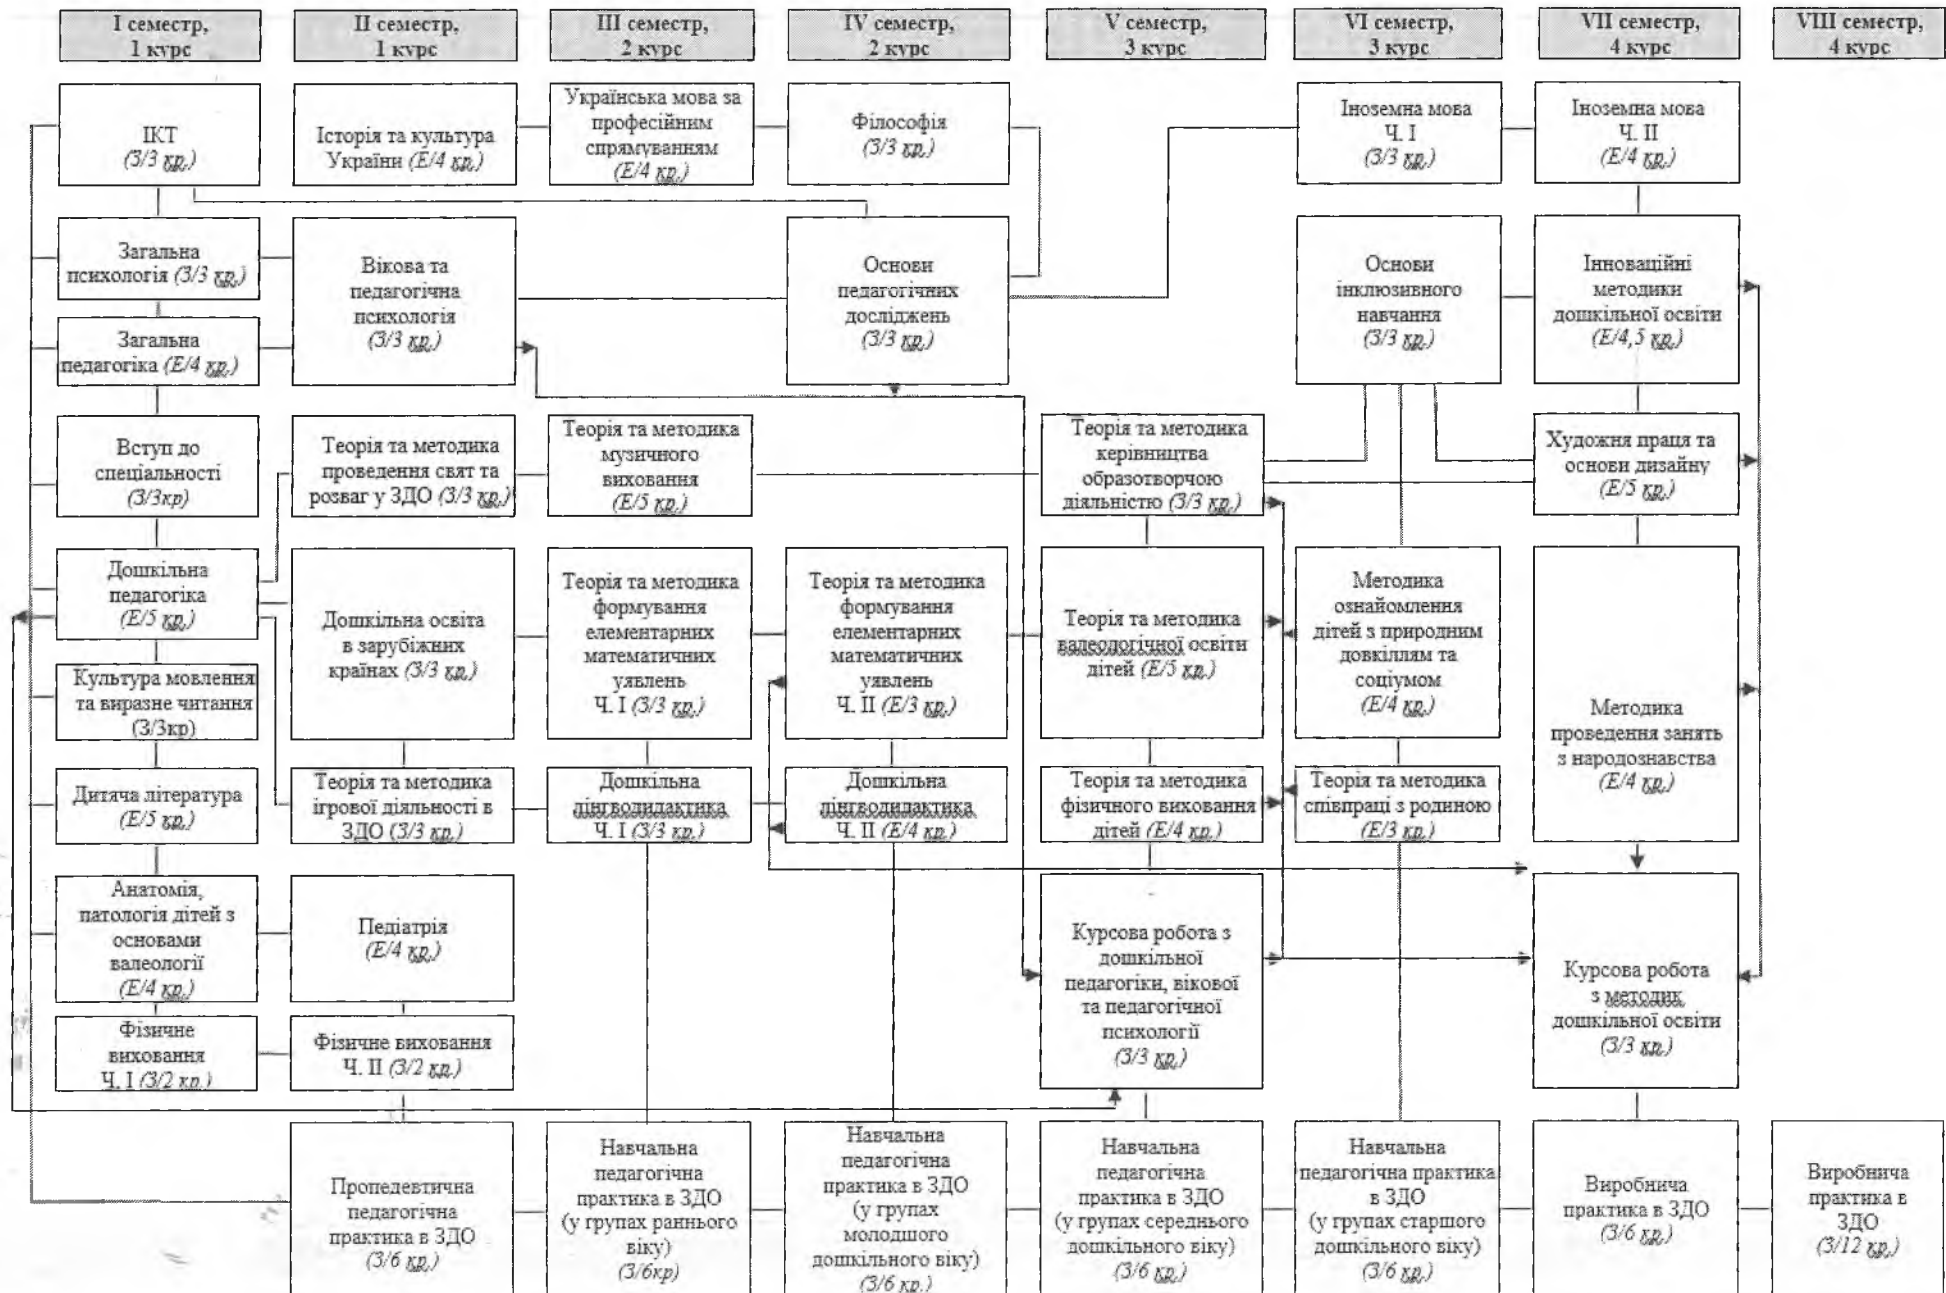 I семестр,
1 курс
II семестр,
1 курс
III семестр,
2 курс
IV семестр,
2 курс
V семестр,
3 курс
VI семестр,
3 курс
VII семестр,
4 курс
VIII семестр,
4 курс
ІКТ
(З/3 кр.)
Історія та культура
України (Е/4 кр.)
Українська мова за
професійним
спрямуванням
(Е/4 кр.)
Філософія
(З/3 кр.)
Іноземна мова
Ч. I
(З/3 кр.)
Іноземна мова
Ч. II
(Е/4 кр.)
Загальна
психологія (З/3 кр.)
Вікова та
педагогічна
психологія
(З/3 кр.)
Основи
педагогічних
досліджень
(З/3 кр.)
Основи
інклюзивного
навчання
(З/3 кр.)
Інноваційні
методики
дошкільної освіти
(Е/4,5 кр.)
Загальна
педагогіка (Е/4 кр.)
Вступ до
спеціальності
(З/3кр)
Теорія та методика
проведення свят та
розваг у ЗДО (З/3 кр.)
Теорія та методика
музичного
виховання
(Е/5 кр.)
Теорія та методика
керівництва
образотворчою
діяльністю (З/3 кр.)
Художня праця та
основи дизайну
(Е/5 кр.)
Дошкільна
педагогіка
(Е/5 кр.)
Дошкільна освіта
в зарубіжних
країнах (З/3 кр.)
Теорія та методика
формування
елементарних
математичних
уявлень
Ч. I (З/3 кр.)
Теорія та методика
формування
елементарних
математичних
уявлень
Ч. II (Е/3 кр.)
Теорія та методика
валеологічної освіти
дітей (Е/5 кр.)
Методика
ознайомлення
дітей з природним
довкіллям та
соціумом
(Е/4 кр.)
Методика
проведення занять
з народознавства
(Е/4 кр.)
Культура мовлення
та виразне читання
(З/3кр)
Дитяча література
(Е/5 кр.)
Теорія та методика
ігрової діяльності в
ЗДО (З/3 кр.)
Дошкільна
лінгводидактика
Ч. I (З/3 кр.)
Дошкільна
лінгводидактика
Ч. II (Е/4 кр.)
Теорія та методика
фізичного виховання
дітей (Е/4 кр.)
Теорія та методика
співпраці з родиною
(Е/3 кр.)
Анатомія,
патологія дітей з
основами
валеології
(Е/4 кр.)
Педіатрія
(Е/4 кр.)
Курсова робота з
дошкільної
педагогіки, вікової
та педагогічної
психології
(З/3 кр.)
Курсова робота
з методик
дошкільної освіти
(З/3 кр.)
Фізичне
виховання
Ч. I (З/2 кр.)
Фізичне виховання
Ч. II (З/2 кр.)
Пропедевтична
педагогічна
практика в ЗДО
(З/6 кр.)
Навчальна
педагогічна
практика в ЗДО
(у групах раннього
віку)
(З/6кр)
Навчальна
педагогічна
практика в ЗДО
(у групах
молодшого
дошкільного віку)
(З/6 кр.)
Навчальна
педагогічна
практика в ЗДО
(у групах середнього
дошкільного віку)
(З/6 кр.)
Навчальна
педагогічна практика
в ЗДО
(у групах старшого
дошкільного віку)
(З/6 кр.)
Виробнича
практика в ЗДО
(З/6 кр.)
Виробнича
практика в
ЗДО
(З/12 кр.)